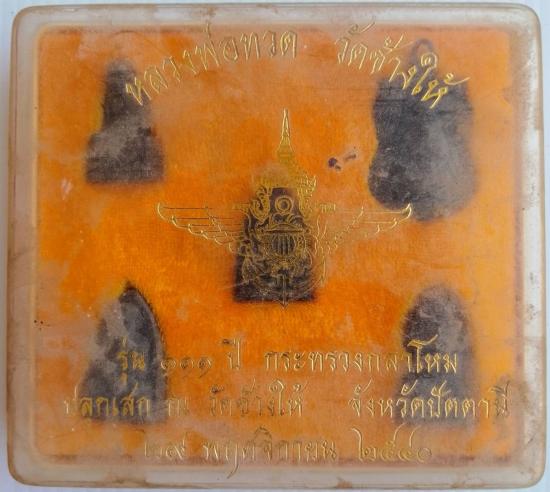 หลวงพ่อทวด วัดช้างให้
รุ่น ๑๑๑ ปี กระทรวงกลาโหม
ปลุกเสก ณ วัดช้างให้ จังหวัดปัตตานี
๒๙ พฤศจิกายน ๒๕๔๐